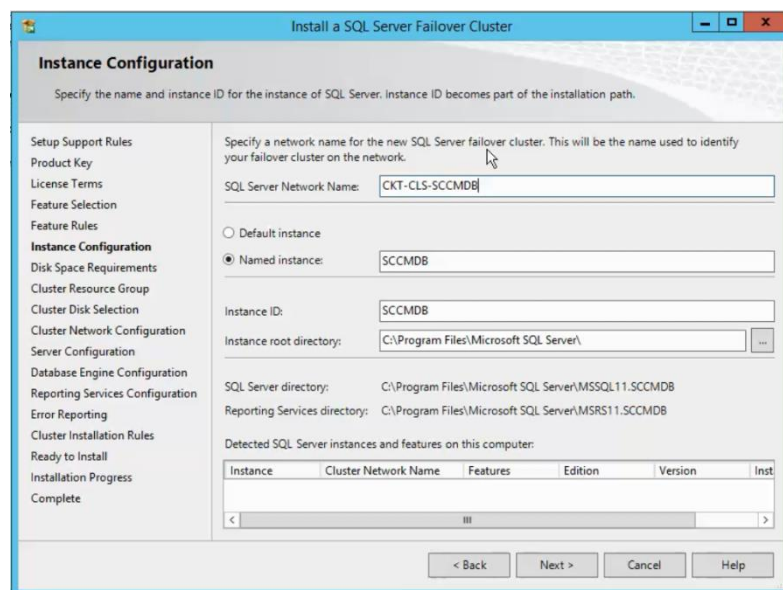 Install a SQL Server Failover Cluster
Instance Configuration
Specify the name and instance ID for the instance of SQL Server. Instance ID becomes part of the installation path.
Setup Support Rules
Product Key
License Terms
Feature Selection
Feature Rules
Instance Configuration
Disk Space Requirements
Cluster Resource Group
Cluster Disk Selection
Cluster Network Configuration
Server Configuration
Database Engine Configuration
Reporting Services Configuration
Error Reporting
Cluster Installation Rules
Ready to Install
Installation Progress
Complete
Specify a network name for the new SQL Server failover cluster. This will be the name used to identify
your failover cluster on the network.
SQL Server Network Name: CKT-CLS-SCCMDB
Default instance
Named instance: SCCMDB
Instance ID: SCCMDB
Instance root directory: C:\Program Files\Microsoft SQL Server\ ...
SQL Server directory: C:\Program Files\Microsoft SQL Server\MSSQL11.SCCMDB
Reporting Services directory: C:\Program Files\Microsoft SQL Server\MSRS11.SCCMDB
Detected SQL Server instances and features on this computer:
Instance Cluster Network Name Features Edition Version Inst
< Back Next > Cancel Help